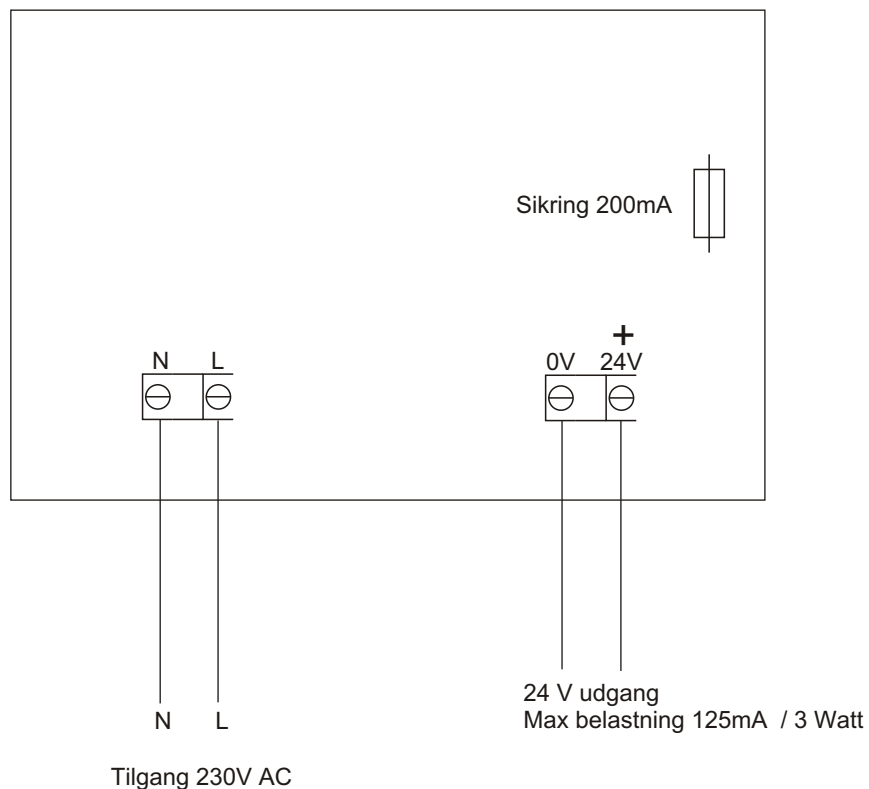 Sikring 200mA
+
N L
0V 24V
N L
24 V udgang
Max belastning 125mA / 3 Watt
Tilgang 230V AC